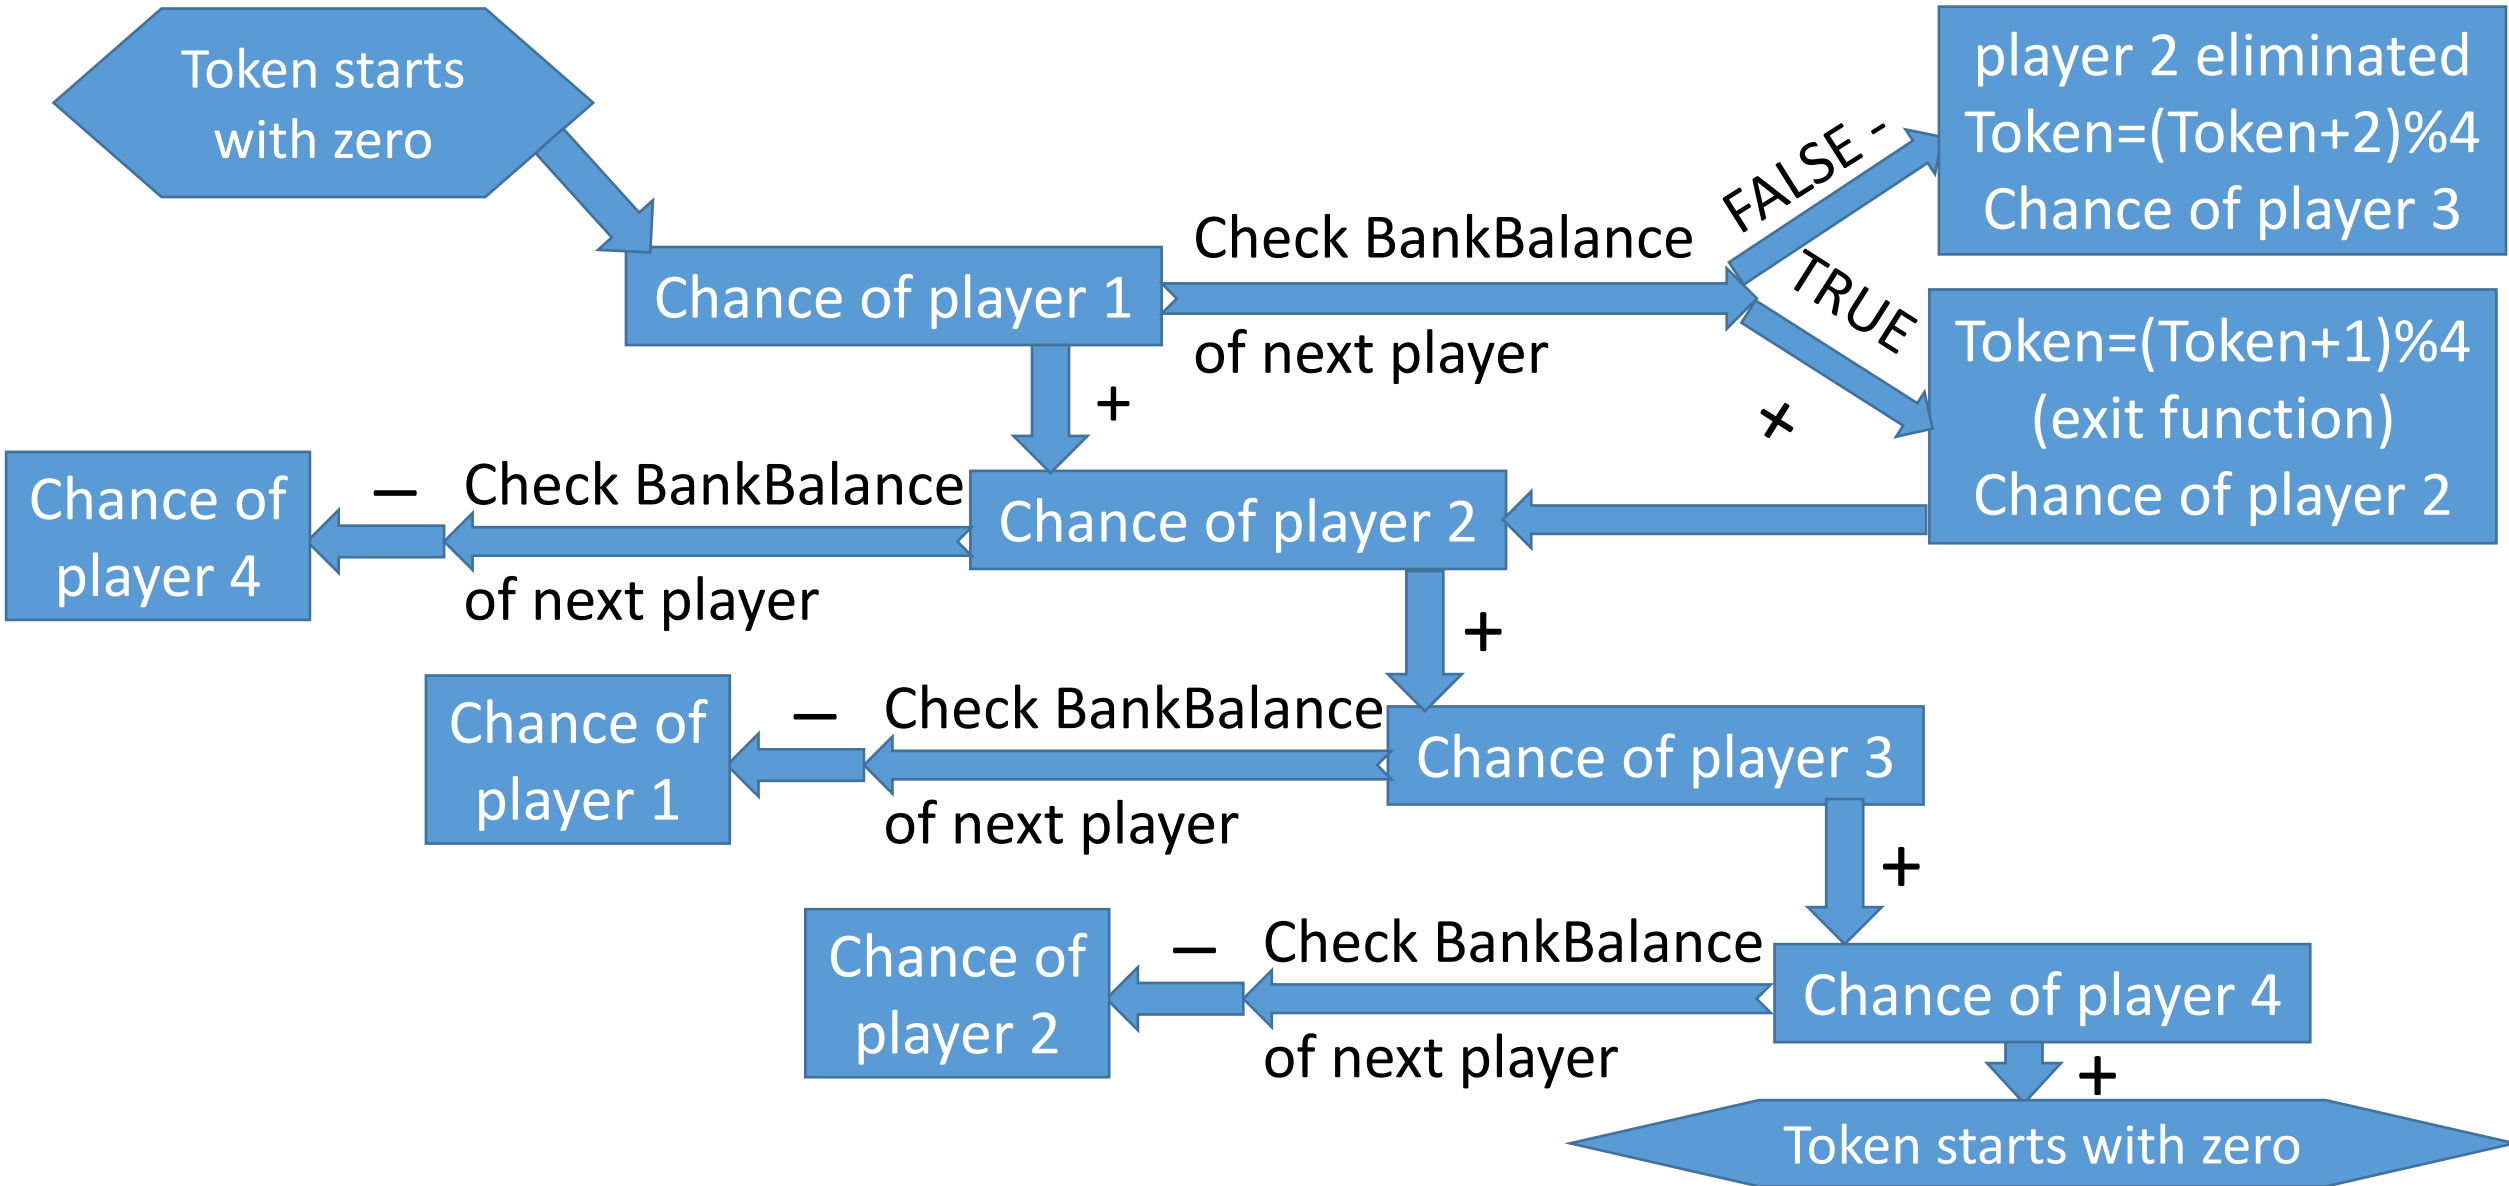 Token starts
with zero
player 2 eliminated
Token=(Token+2)%4
Chance of player 3
FALSE -
Check BankBalance
of next player
Chance of player 1
TRUE
+
Token=(Token+1)%4
(exit function)
Chance of player 2
+
Chance of player 2
Check BankBalance
of next player
–
Chance of
player 4
+
Chance of player 3
Check BankBalance
of next player
–
Chance of
player 1
+
Chance of player 4
Check BankBalance
of next player
–
Chance of
player 2
+
Token starts with zero